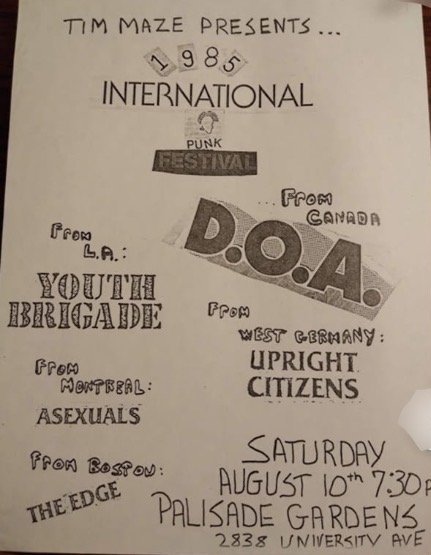 TIM MAZE PRESENTS...
1985
INTERNATIONAL
PUNK
FESTIVAL
...FROM
CANADA
D.O.A.
FROM
L.A.:
YOUTH
BRIGADE
FROM
WEST GERMANY:
UPRIGHT
CITIZENS
FROM
MONTREAL:
ASEXUALS
FROM BOSTON:
THE EDGE
SATURDAY
AUGUST 10th 7:30P
PALISADE GARDENS
2838 UNIVERSITY AVE